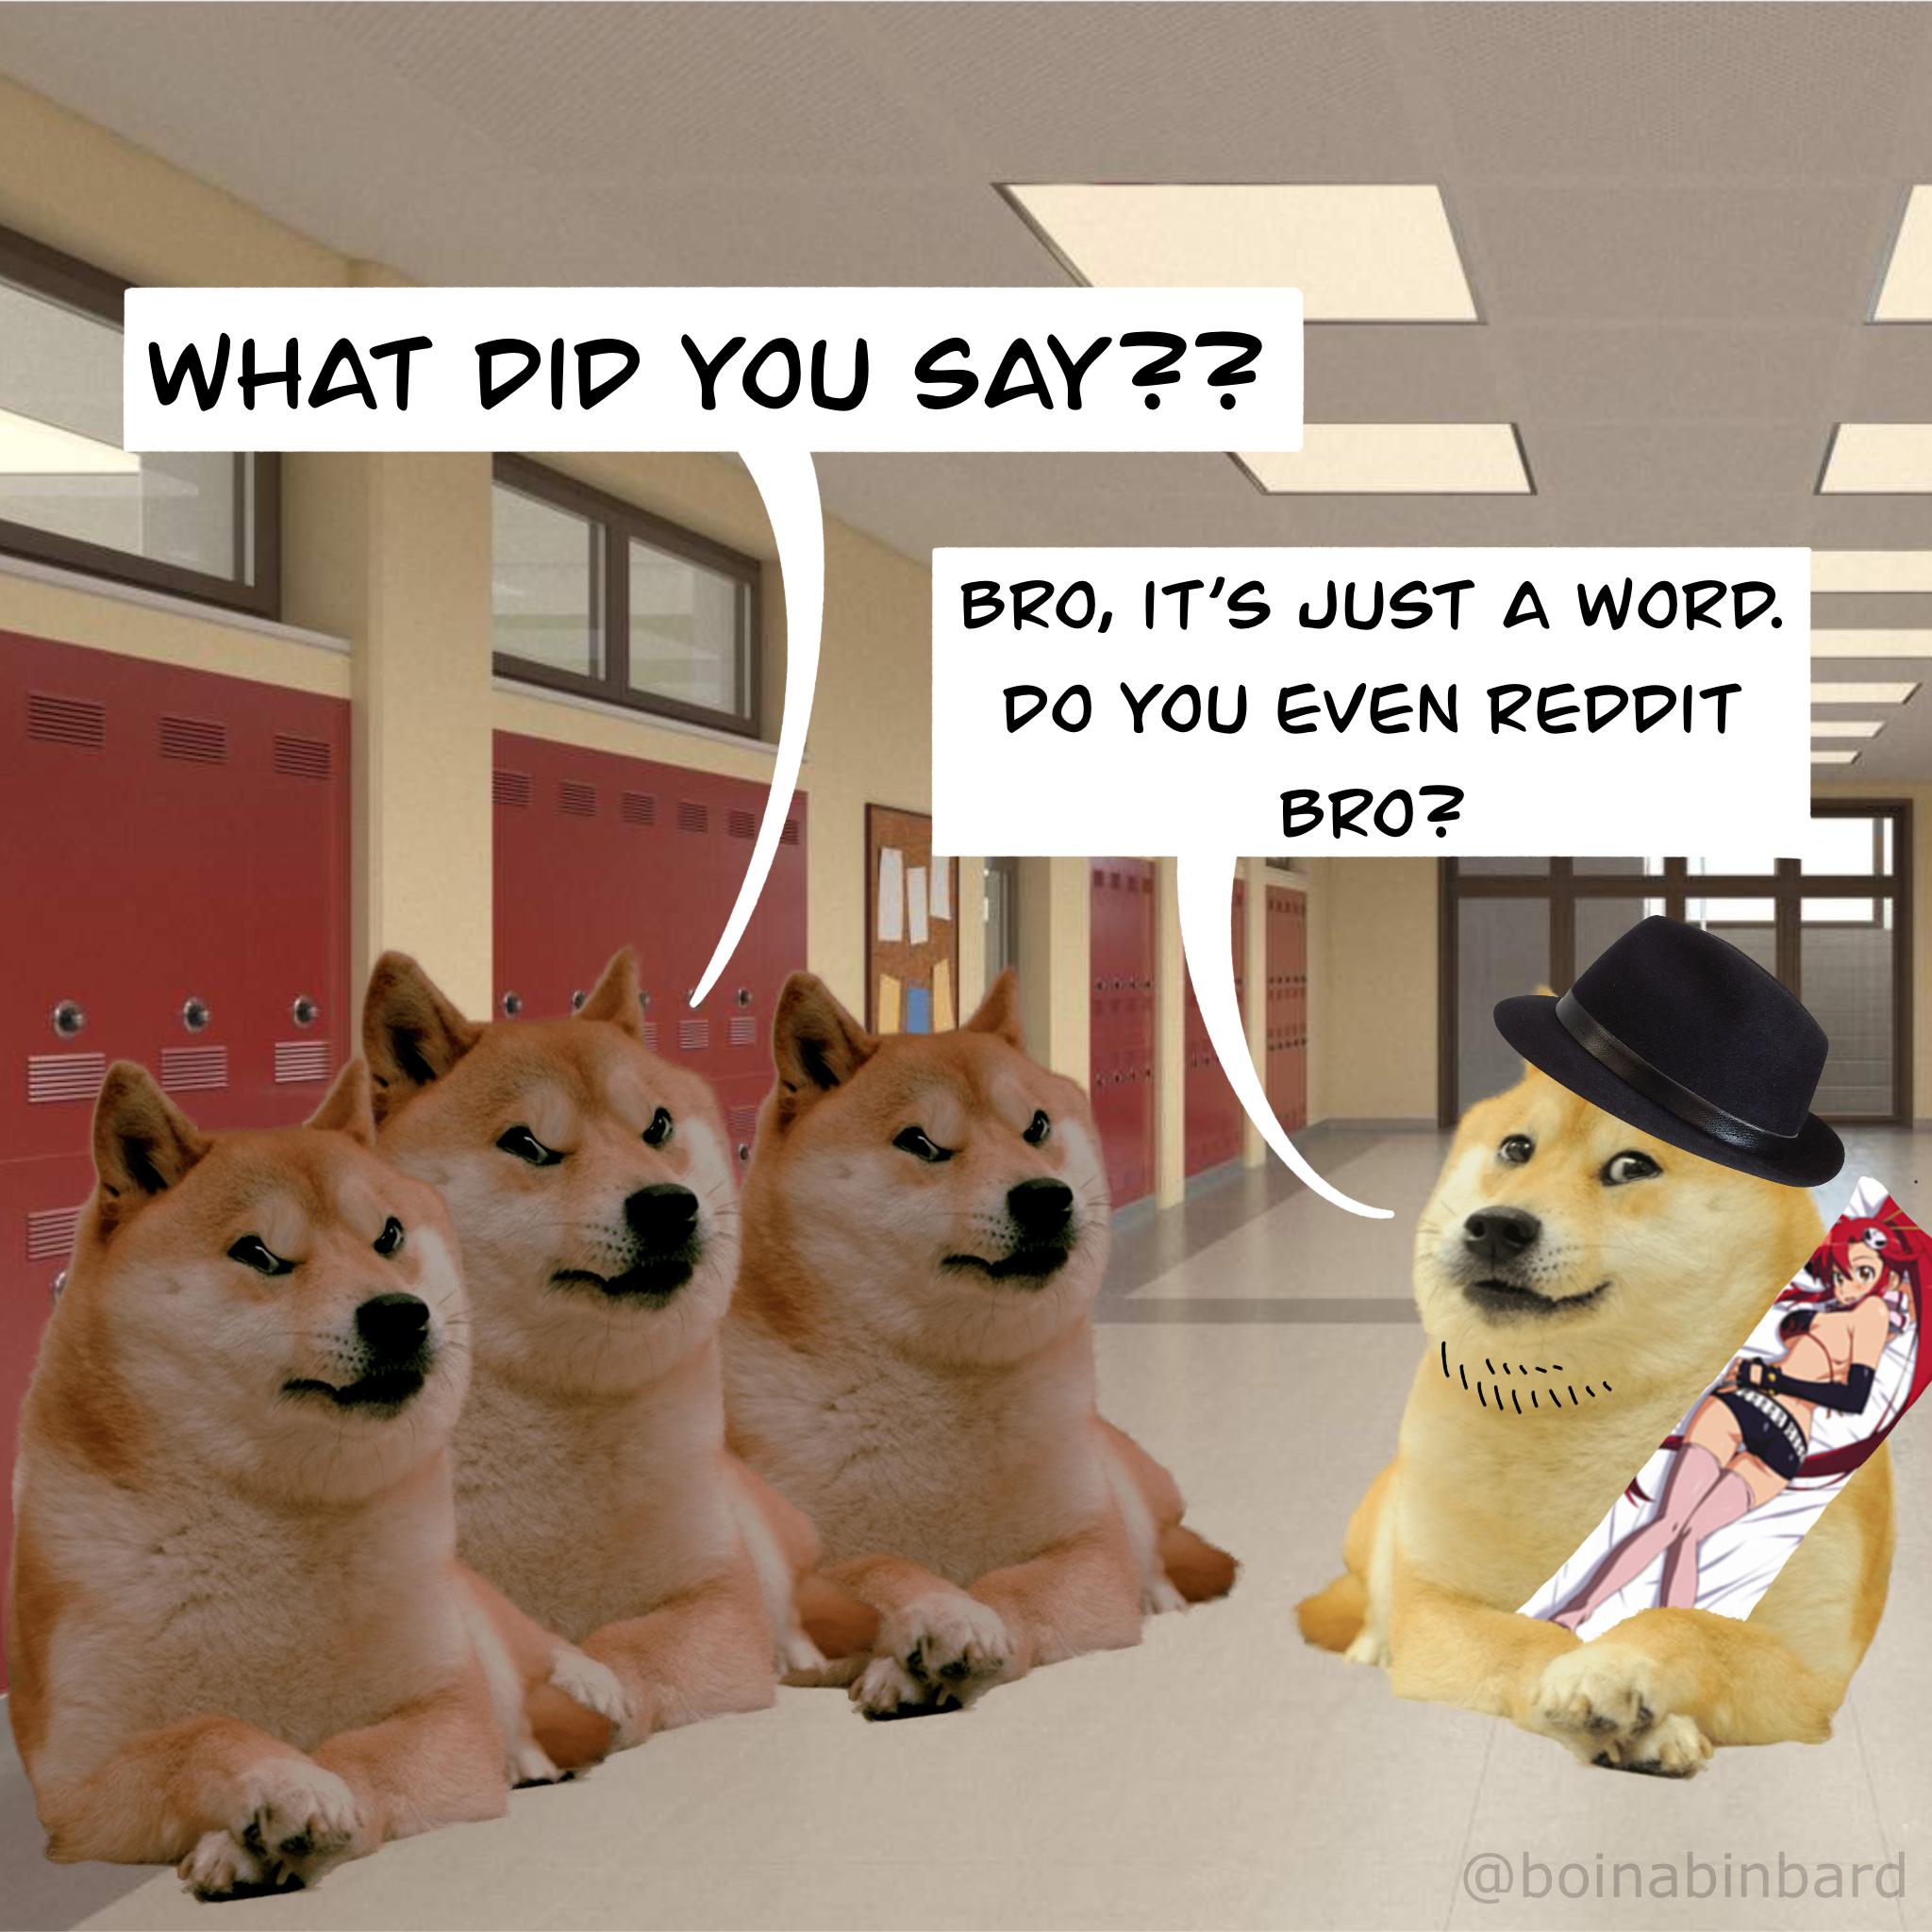 WHAT DID YOU SAY??
BRO, IT'S JUST A WORD.
DO YOU EVEN REDDIT
BRO?
@boinabinbard